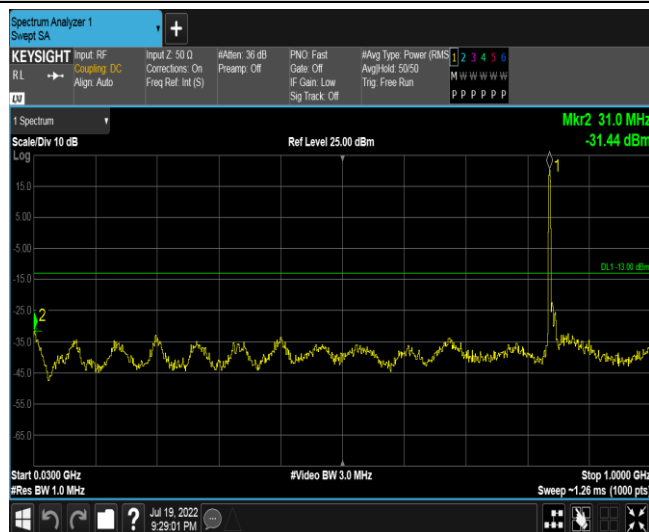 Spectrum Analyzer 1
Swept SA
+
KEYSIGHT Input: RF Input Z: 50 Ω #Atten: 36 dB PNO: Fast #Avg Type: Power (RMS 1 2 3 4 5 6
RL Coupling: DC Corrections: On Preamp: Off Gate: Off Avg|Hold: 50/50 M W W W W W
Align: Auto Freq Ref: Int (S) IF Gain: Low Trig: Free Run
Sig Track: Off P P P P P P
LXI
1 Spectrum Mkr2 31.0 MHz
Scale/Div 10 dB Ref Level 25.00 dBm -31.44 dBm
Log
1
15.0
5.00
-5.00
DL1 -13.00 dBm
-15.0
-25.0
2
-35.0
-45.0
-55.0
-65.0
Start 0.0300 GHz #Video BW 3.0 MHz Stop 1.0000 GHz
#Res BW 1.0 MHz Sweep ~1.26 ms (1000 pts)
? Jul 19, 2022
9:29:01 PM